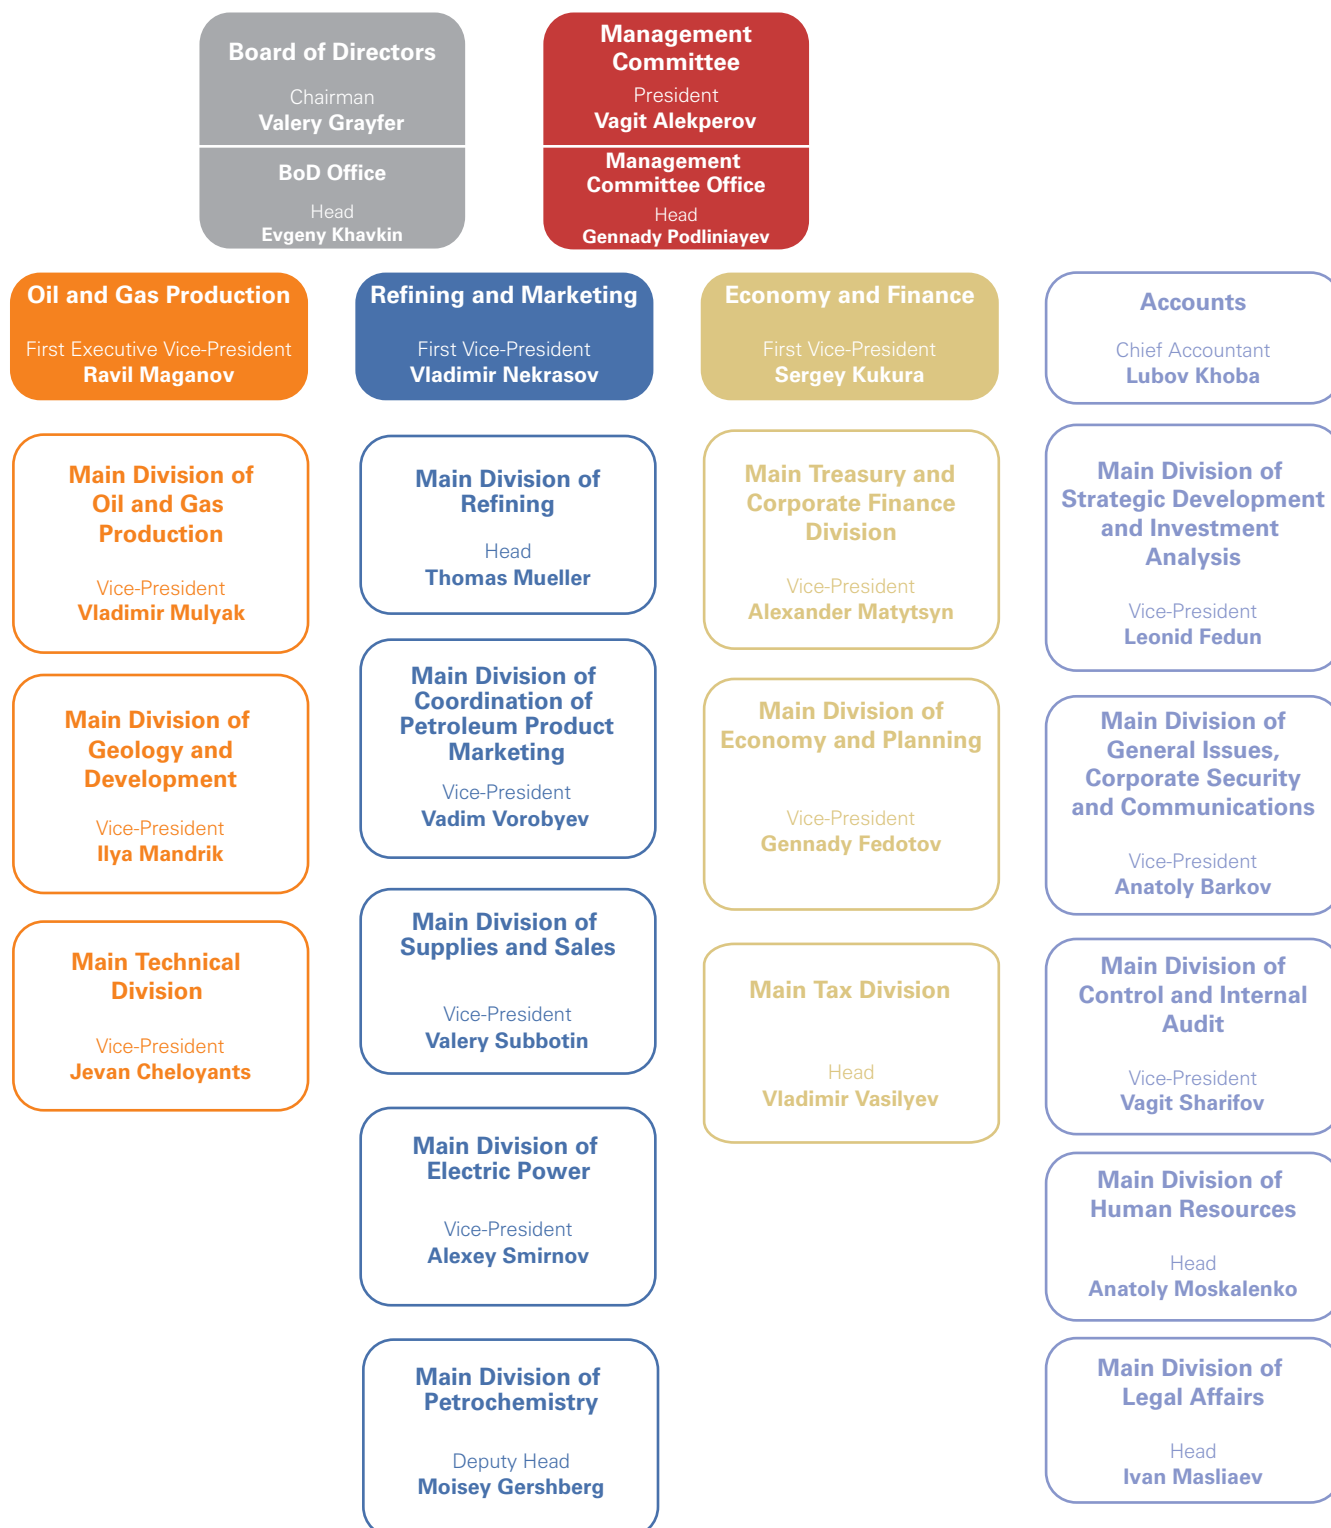 Board of Directors
Chairman
Valery Grayfer
BoD Office
Head
Evgeny Khavkin
Management
Committee
President
Vagit Alekperov
Management
Committee Office
Head
Gennady Podliniayev
Oil and Gas Production
First Executive Vice-President
Ravil Maganov
Main Division of
Oil and Gas
Production
Vice-President
Vladimir Mulyak
Main Division of
Geology and
Development
Vice-President
Ilya Mandrik
Main Technical
Division
Vice-President
Jevan Cheloyants
Refining and Marketing
First Vice-President
Vladimir Nekrasov
Main Division of
Refining
Head
Thomas Mueller
Main Division of
Coordination of
Petroleum Product
Marketing
Vice-President
Vadim Vorobyev
Main Division of
Supplies and Sales
Vice-President
Valery Subbotin
Main Division of
Electric Power
Vice-President
Alexey Smirnov
Main Division of
Petrochemistry
Deputy Head
Moisey Gershberg
Economy and Finance
First Vice-President
Sergey Kukura
Main Treasury and
Corporate Finance
Division
Vice-President
Alexander Matytsyn
Main Division of
Economy and Planning
Vice-President
Gennady Fedotov
Main Tax Division
Head
Vladimir Vasilyev
Accounts
Chief Accountant
Lubov Khoba
Main Division of
Strategic Development
and Investment
Analysis
Vice-President
Leonid Fedun
Main Division of
General Issues,
Corporate Security
and Communications
Vice-President
Anatoly Barkov
Main Division of
Control and Internal
Audit
Vice-President
Vagit Sharifov
Main Division of
Human Resources
Head
Anatoly Moskalenko
Main Division of
Legal Affairs
Head
Ivan Masliaev